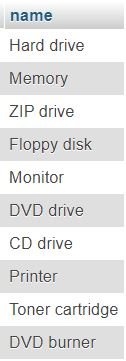 name
Hard drive
Memory
ZIP drive
Floppy disk
Monitor
DVD drive
CD drive
Printer
Toner cartridge
DVD burner